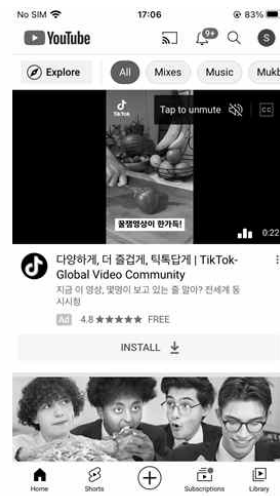 No SIM 17:06 83%
YouTube 9+ S
Explore All Mixes Music Mukb
TikTok Tap to unmute CC
꿀잼영상이 한가득!
0:22
다양하게, 더 즐겁게, 틱톡답게 | TikTok-
Global Video Community
지금 이 영상, 몇명이 보고 있는 줄 알아? 전세계 동
시시청
Ad 4.8★★★★★ FREE
INSTALL
Home Shorts Subscriptions Library